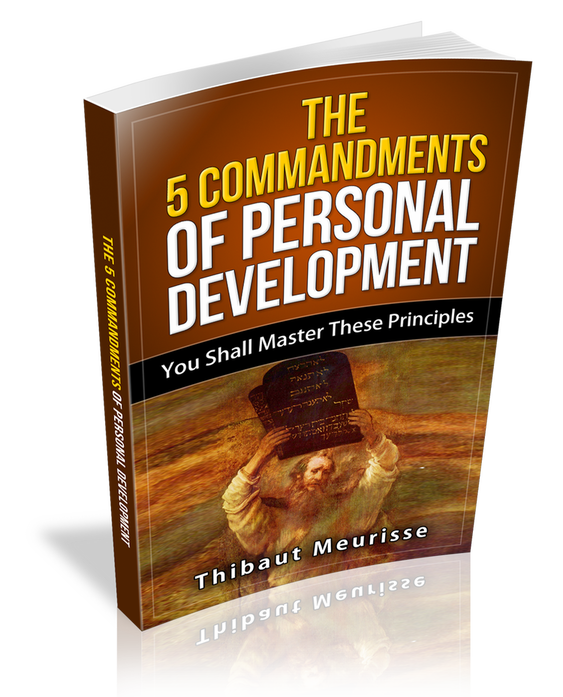 THE
5 COMMANDMENTS
OF PERSONAL
DEVELOPMENT
You Shall Master These Principles
Thibaut Meurisse
THE 5 COMMANDMENTS OF PERSONAL DEVELOPMENT